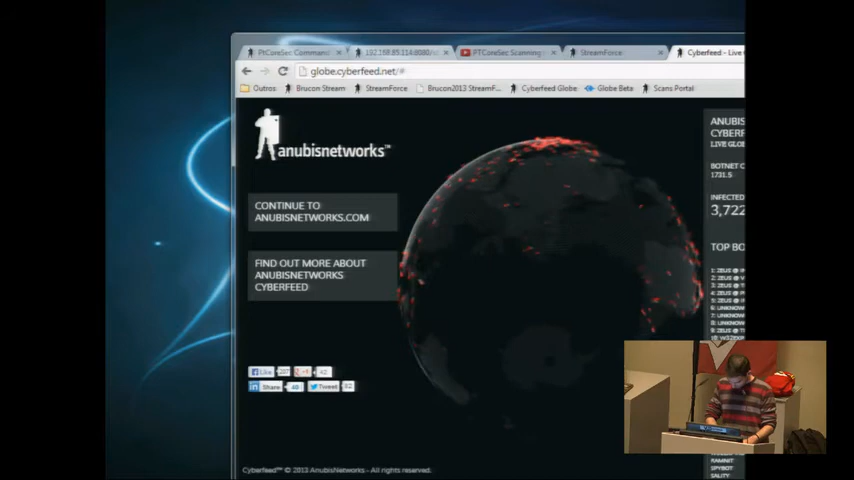 PTCoreSec Command
192.168.85.114:8080/
PTCoreSec Scanning
StreamForce
Cyberfeed - Live
globe.cyberfeed.net/#
Outros
Brucon Stream
StreamForce
Brucon2013 StreamF...
Cyberfeed Globe
Globe Beta
Scans Portal
anubisnetworks™
CONTINUE TO
ANUBISNETWORKS.COM
FIND OUT MORE ABOUT
ANUBISNETWORKS
CYBERFEED
Like
Share
Tweet
Cyberfeed™ © 2013 AnubisNetworks - All rights reserved.
ANUBIS
CYBERF
LIVE GLO
BOTNET C
1731.5
INFECTED
3,722
TOP BO
1: ZEUS @
2: ZEUS @
3: ZEUS @
4: ZEUS @
5: ZEUS @
6: UNKNOW
7: UNKNOW
8: UNKNOW
9: ZEUS @
RAMNIT
SPYBOT
SALITY